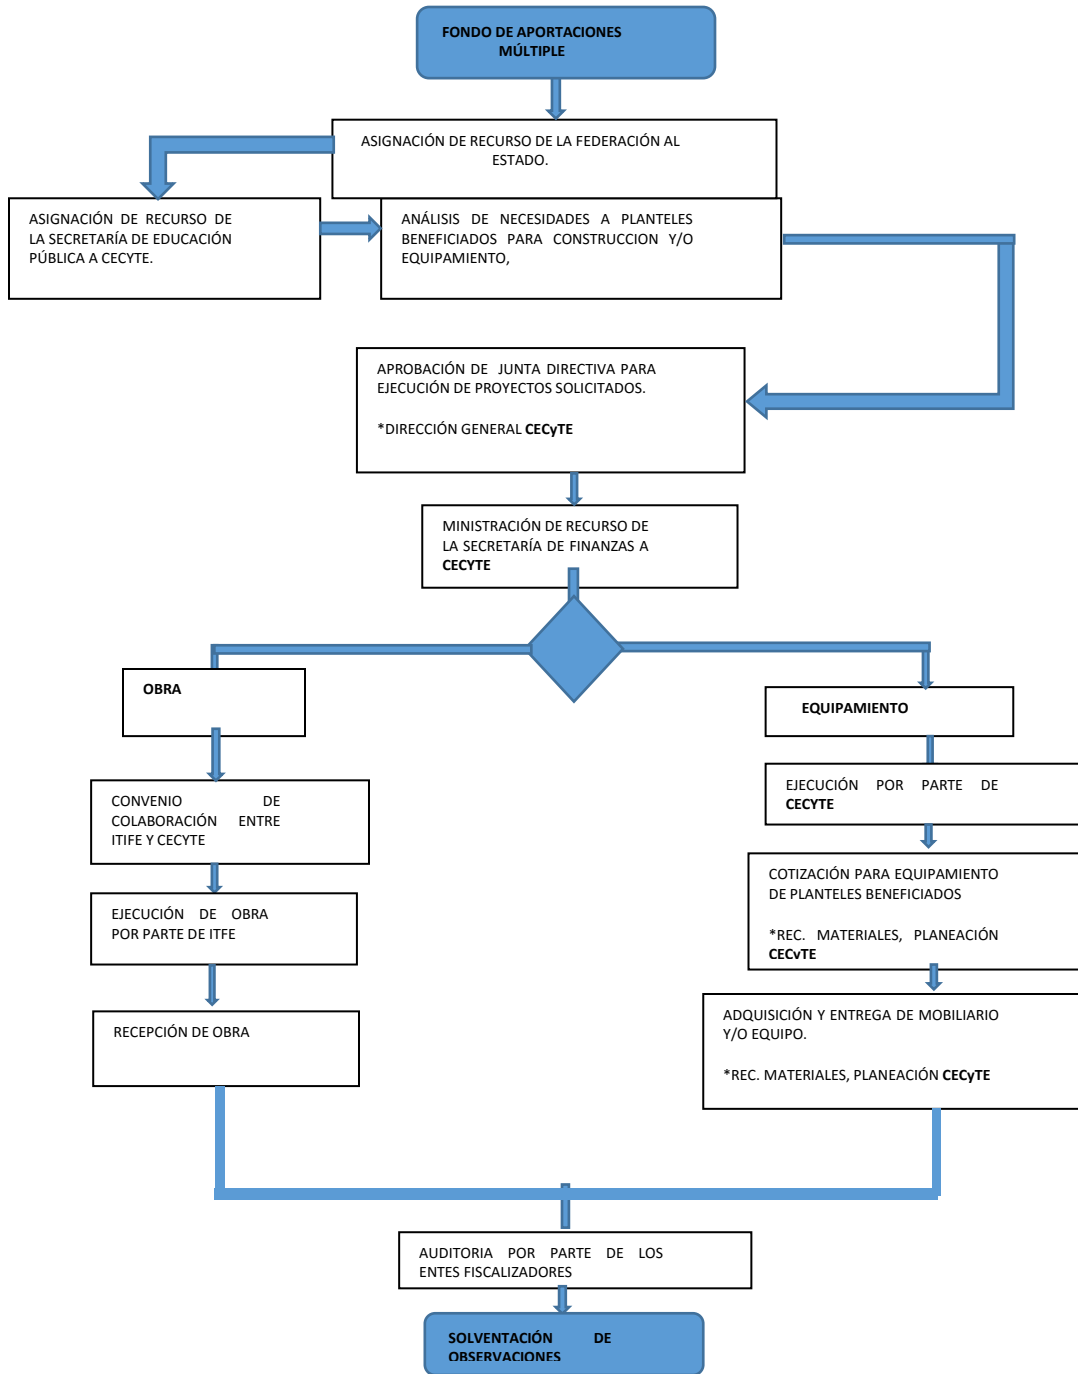 FONDO DE APORTACIONES
MÚLTIPLE
ASIGNACIÓN DE RECURSO DE LA FEDERACIÓN AL
ESTADO.
ASIGNACIÓN DE RECURSO DE
LA SECRETARÍA DE EDUCACIÓN
PÚBLICA A CECYTE.
ANÁLISIS DE NECESIDADES A PLANTELES
BENEFICIADOS PARA CONSTRUCCION Y/O
EQUIPAMIENTO,
APROBACIÓN DE JUNTA DIRECTIVA PARA
EJECUCIÓN DE PROYECTOS SOLICITADOS.
*DIRECCIÓN GENERAL CECyTE
MINISTRACIÓN DE RECURSO DE
LA SECRETARÍA DE FINANZAS A
CECYTE
OBRA
CONVENIO DE
COLABORACIÓN ENTRE
ITIFE Y CECYTE
EJECUCIÓN DE OBRA
POR PARTE DE ITFE
RECEPCIÓN DE OBRA
EQUIPAMIENTO
EJECUCIÓN POR PARTE DE
CECYTE
COTIZACIÓN PARA EQUIPAMIENTO
DE PLANTELES BENEFICIADOS
*REC. MATERIALES, PLANEACIÓN
CECyTE
ADQUISICIÓN Y ENTREGA DE MOBILIARIO
Y/O EQUIPO.
*REC. MATERIALES, PLANEACIÓN CECyTE
AUDITORIA POR PARTE DE LOS
ENTES FISCALIZADORES
SOLVENTACIÓN DE
OBSERVACIONES